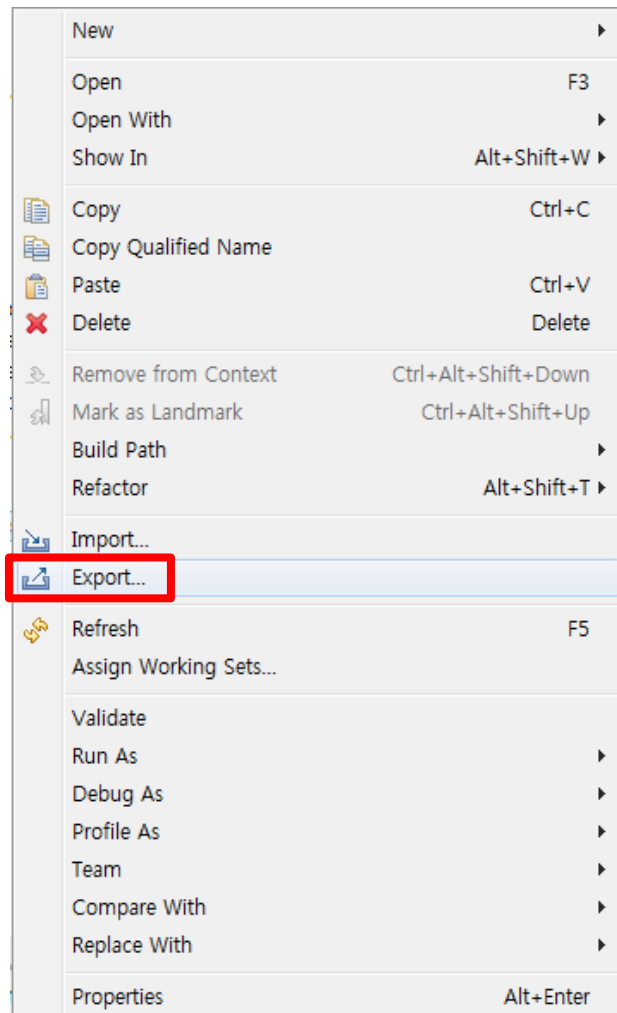 New
Open F3
Open With
Show In Alt+Shift+W
Copy Ctrl+C
Copy Qualified Name
Paste Ctrl+V
Delete Delete
Remove from Context Ctrl+Alt+Shift+Down
Mark as Landmark Ctrl+Alt+Shift+Up
Build Path
Refactor Alt+Shift+T
Import...
Export...
Refresh F5
Assign Working Sets...
Validate
Run As
Debug As
Profile As
Team
Compare With
Replace With
Properties Alt+Enter